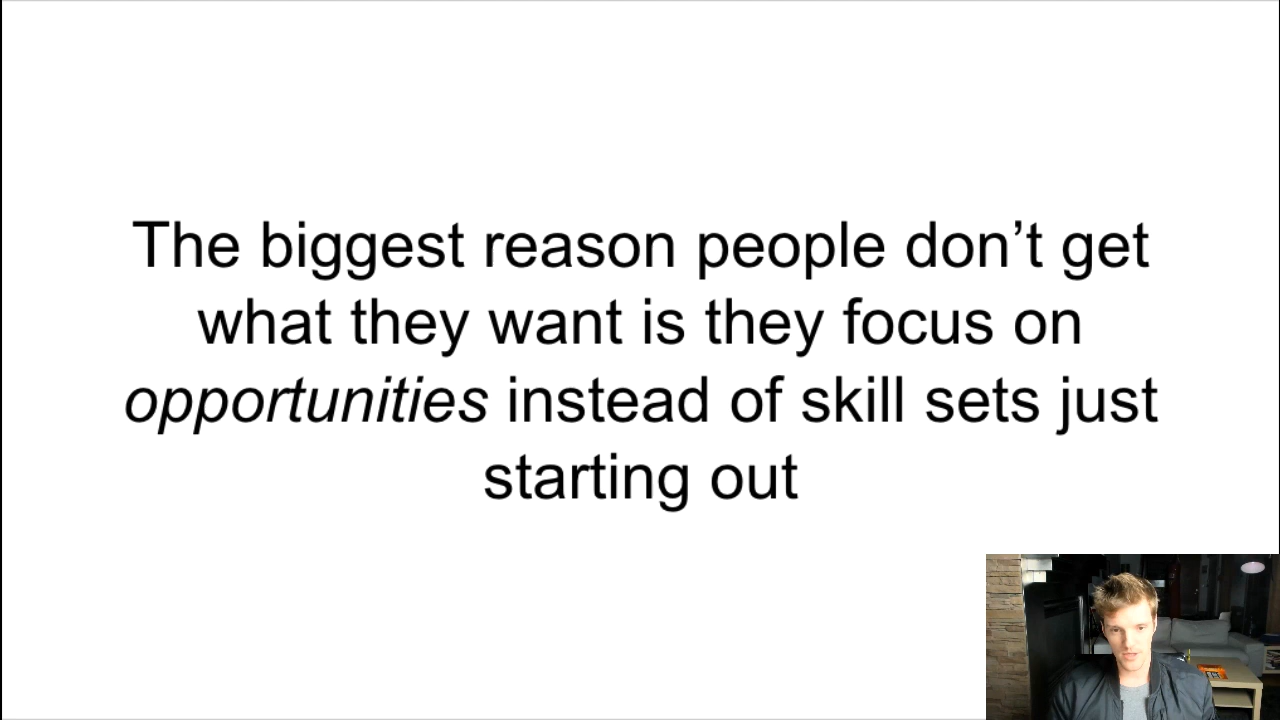 The biggest reason people don’t get
what they want is they focus on
opportunities instead of skill sets just
starting out